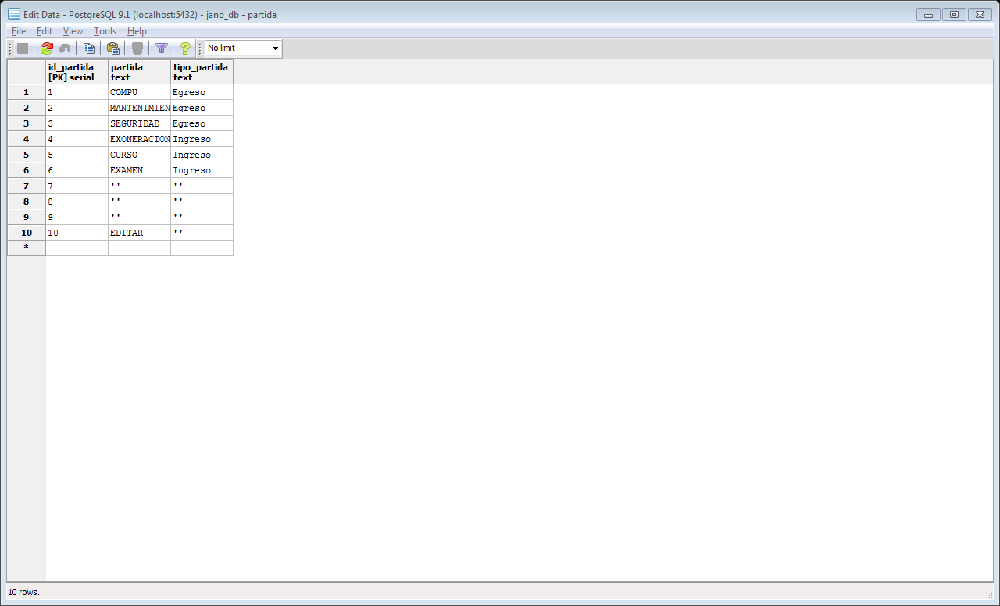 Edit Data - PostgreSQL 9.1 (localhost:5432) - jano_db - partida
File Edit View Tools Help
No limit
id_partida partida tipo_partida
[PK] serial text text
1 1 COMPU Egreso
2 2 MANTENIMIEN Egreso
3 3 SEGURIDAD Egreso
4 4 EXONERACION Ingreso
5 5 CURSO Ingreso
6 6 EXAMEN Ingreso
7 7 '' ''
8 8 '' ''
9 9 '' ''
10 10 EDITAR ''
*
10 rows.